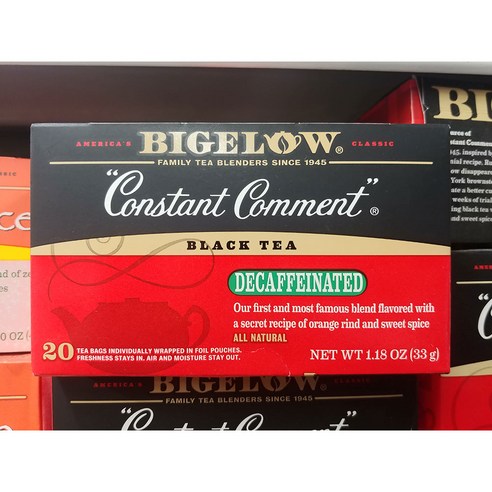 AMERICA'S BIGELOW® CLASSIC
FAMILY TEA BLENDERS SINCE 1945
"Constant Comment"®
BLACK TEA
DECAFFEINATED
Our first and most famous blend flavored with
a secret recipe of orange rind and sweet spice
ALL NATURAL
20 TEA BAGS INDIVIDUALLY WRAPPED IN FOIL POUCHES.
FRESHNESS STAYS IN. AIR AND MOISTURE STAY OUT.
NET WT 1.18 OZ (33 g)
BIGELOW
FAMILY TEA BLENDERS SINCE 1945
"Constant Comment"